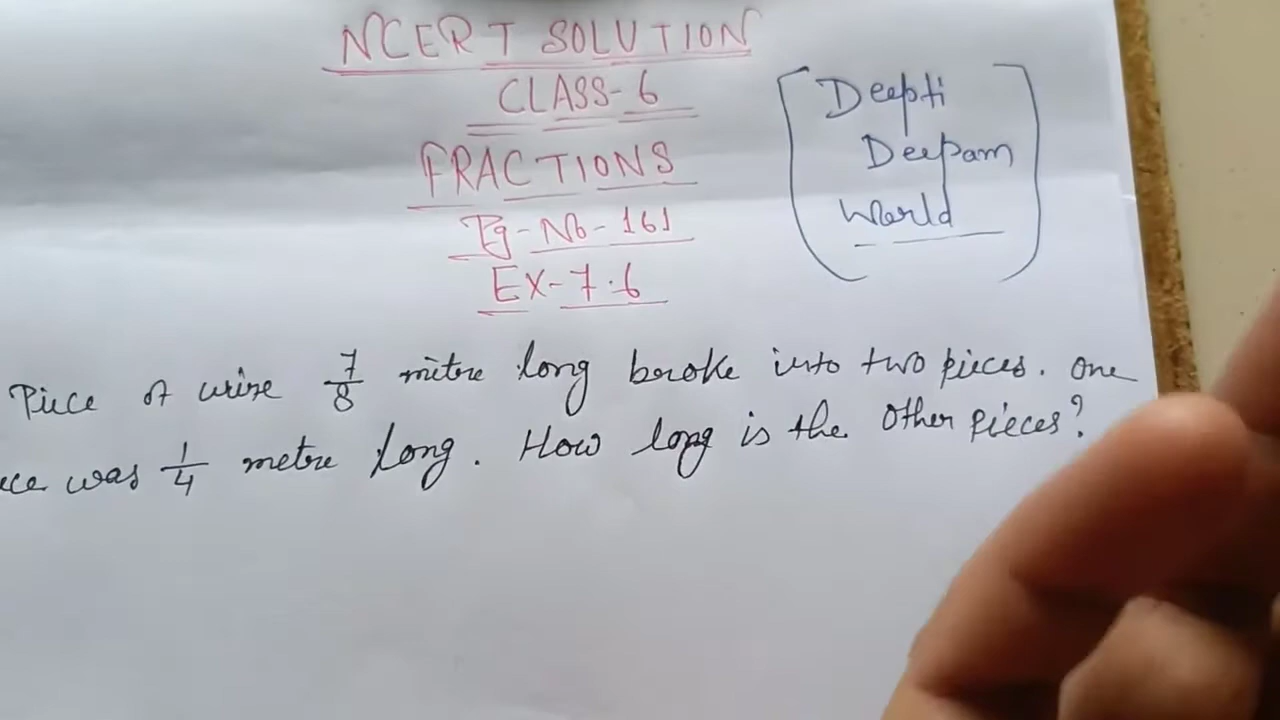 NCERT SOLUTION
CLASS-6
FRACTIONS
Pg-No-161
EX-7.6
Deepti
Deepam
World
Piece of wire 7/8 metre long broke into two pieces. One
was 1/4 metre long. How long is the other pieces?